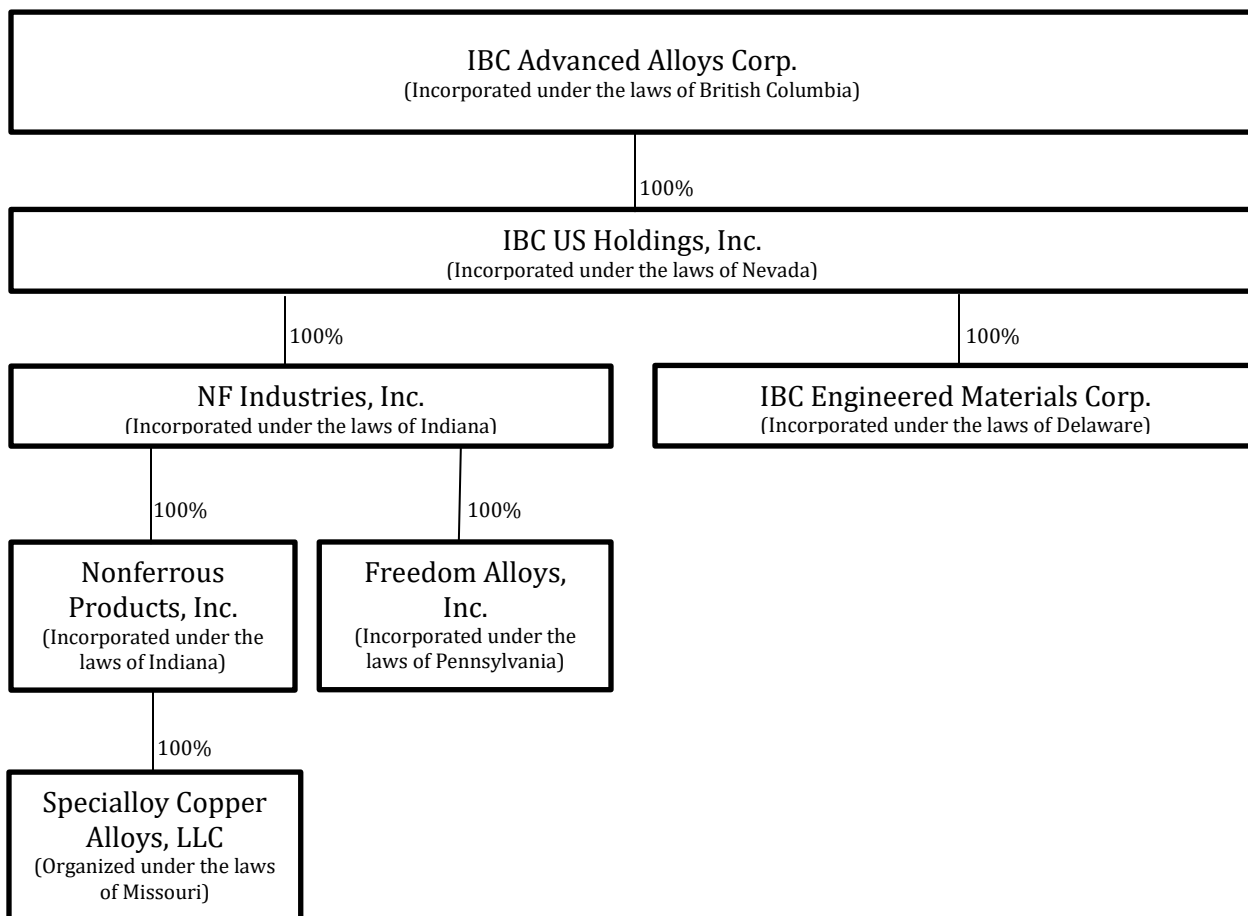 IBC Advanced Alloys Corp.
(Incorporated under the laws of British Columbia)
100%
IBC US Holdings, Inc.
(Incorporated under the laws of Nevada)
100%
100%
NF Industries, Inc.
(Incorporated under the laws of Indiana)
IBC Engineered Materials Corp.
(Incorporated under the laws of Delaware)
100%
100%
Nonferrous
Products, Inc.
(Incorporated under the
laws of Indiana)
Freedom Alloys,
Inc.
(Incorporated under the
laws of Pennsylvania)
100%
Specialloy Copper
Alloys, LLC
(Organized under the laws
of Missouri)